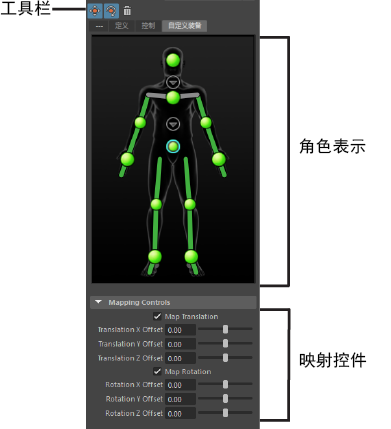 工具栏
--- 定义 控制 自定义装备
角色表示
Mapping Controls
Map Translation
Translation X Offset 0.00
Translation Y Offset 0.00
Translation Z Offset 0.00
映射控件
Map Rotation
Rotation X Offset 0.00
Rotation Y Offset 0.00
Rotation Z Offset 0.00